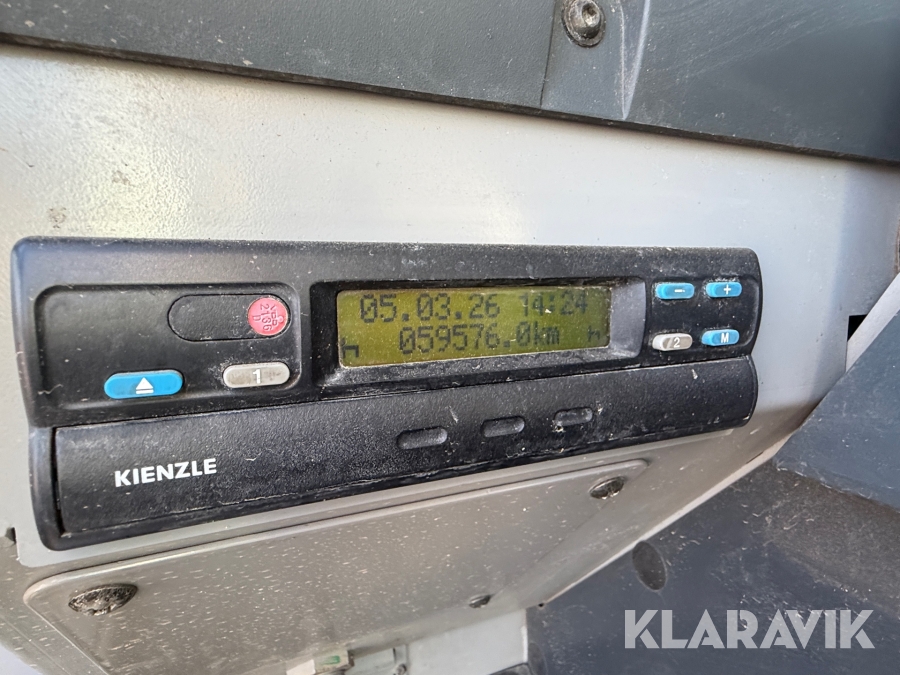 05.03.26 14:24
059576.0km
1
2
M
KIENZLE
KLARAVIK